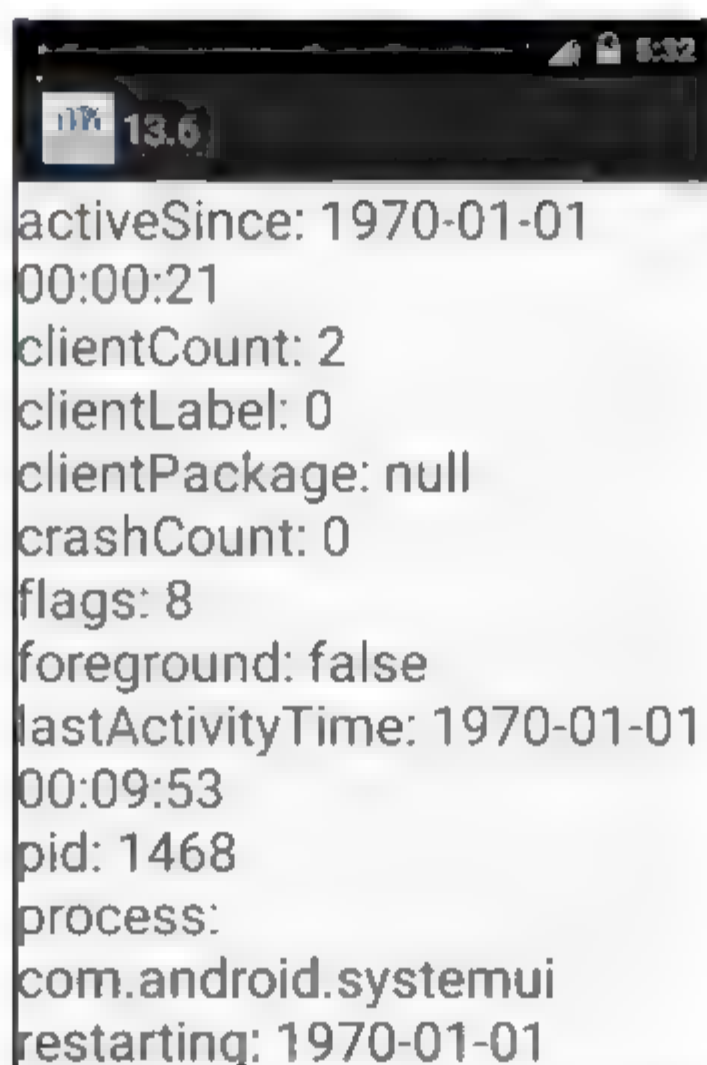 5:32
13.6
activeSince: 1970-01-01
00:00:21
clientCount: 2
clientLabel: 0
clientPackage: null
crashCount: 0
flags: 8
foreground: false
lastActivityTime: 1970-01-01
00:09:53
pid: 1468
process:
com.android.systemui
restarting: 1970-01-01